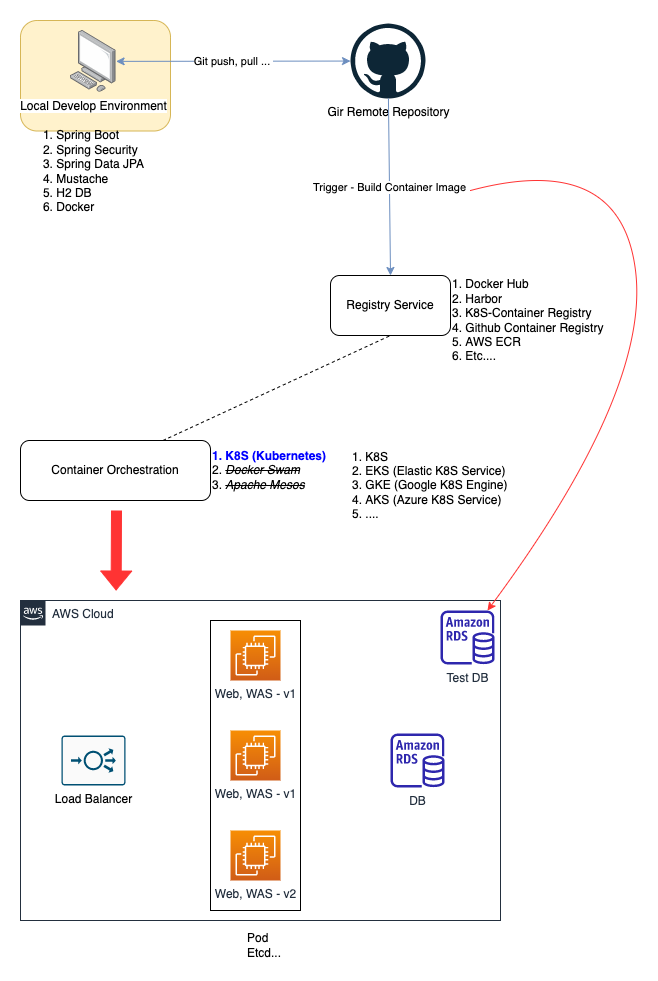 Git push, pull ...
Local Develop Environment
Gir Remote Repository
1. Spring Boot
2. Spring Security
3. Spring Data JPA
4. Mustache
5. H2 DB
6. Docker
Trigger - Build Container Image
Registry Service
1. Docker Hub
2. Harbor
3. K8S-Container Registry
4. Github Container Registry
5. AWS ECR
6. Etc....
Container Orchestration
1. K8S (Kubernetes)
2. Docker Swam
3. Apache Mesos
1. K8S
2. EKS (Elastic K8S Service)
3. GKE (Google K8S Engine)
4. AKS (Azure K8S Service)
5. ....
aws
AWS Cloud
Amazon
RDS
Test DB
Web, WAS - v1
Load Balancer
Web, WAS - v1
Amazon
RDS
DB
Web, WAS - v2
Pod
Etcd...